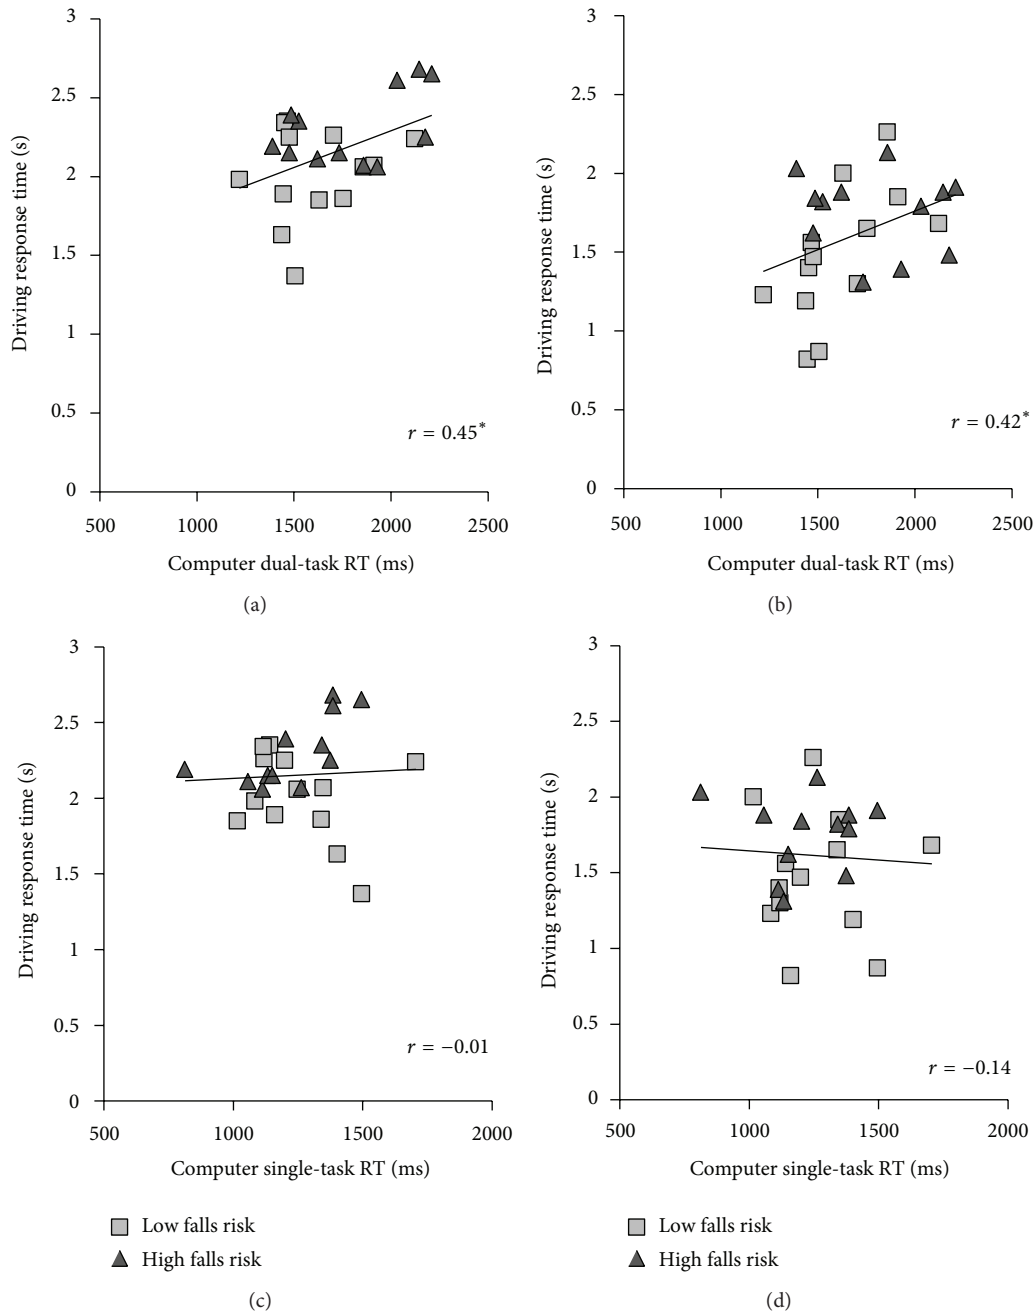 3
2.5
2
1.5
1
0.5
0
Driving response time (s)
r = 0.45*
500 1000 1500 2000 2500
Computer dual-task RT (ms)
(a)
3
2.5
2
1.5
1
0.5
0
Driving response time (s)
r = 0.42*
500 1000 1500 2000 2500
Computer dual-task RT (ms)
(b)
3
2.5
2
1.5
1
0.5
0
Driving response time (s)
r = −0.01
500 1000 1500 2000
Computer single-task RT (ms)
Low falls risk
High falls risk
(c)
3
2.5
2
1.5
1
0.5
0
Driving response time (s)
r = −0.14
500 1000 1500 2000
Computer single-task RT (ms)
Low falls risk
High falls risk
(d)